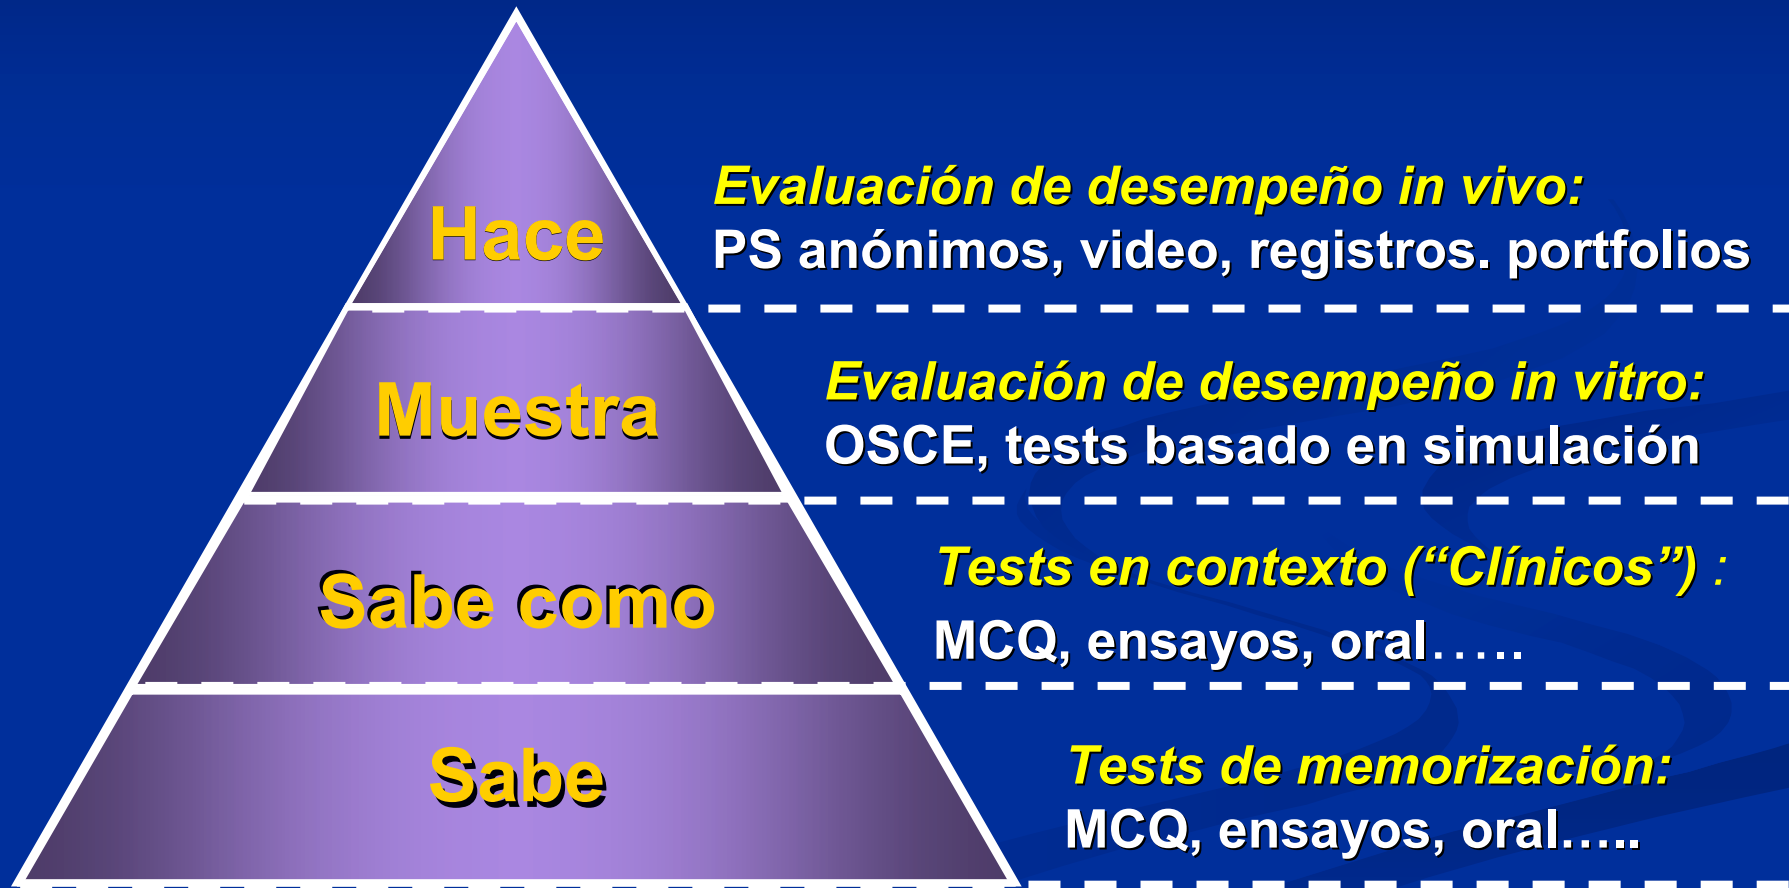 Hace
Evaluación de desempeño in vivo:
PS anónimos, video, registros. portfolios
Muestra
Evaluación de desempeño in vitro:
OSCE, tests basado en simulación
Sabe como
Tests en contexto (“Clínicos”) :
MCQ, ensayos, oral…..
Sabe
Tests de memorización:
MCQ, ensayos, oral…..